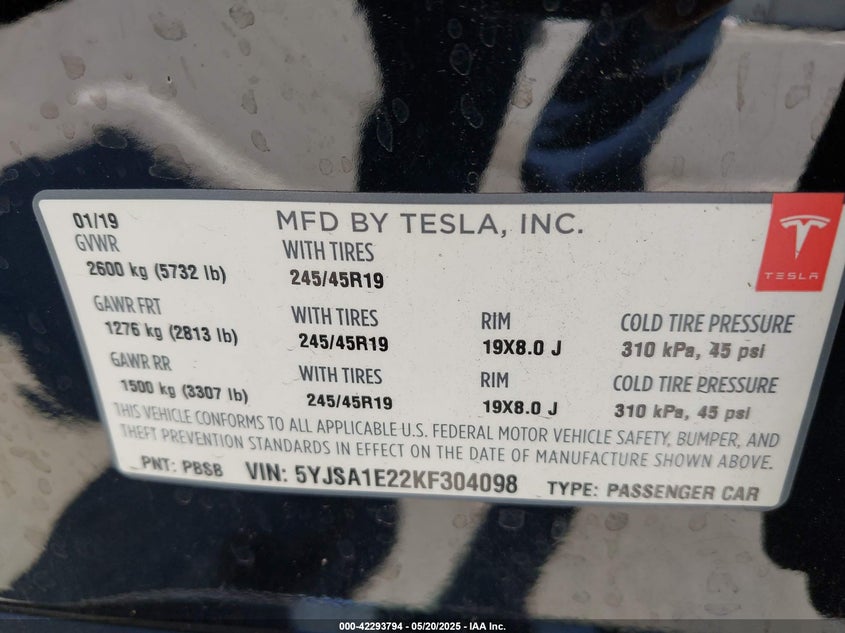 01/19 MFD BY TESLA, INC.
GVWR WITH TIRES
2600 kg (5732 lb) 245/45R19
TESLA
GAWR FRT WITH TIRES RIM COLD TIRE PRESSURE
1276 kg (2813 lb) 245/45R19 19X8.0 J 310 kPa, 45 psi
GAWR RR WITH TIRES RIM COLD TIRE PRESSURE
1500 kg (3307 lb) 245/45R19 19X8.0 J 310 kPa, 45 psi
THIS VEHICLE CONFORMS TO ALL APPLICABLE U.S. FEDERAL MOTOR VEHICLE SAFETY, BUMPER, AND
THEFT PREVENTION STANDARDS IN EFFECT ON THE DATE OF MANUFACTURE SHOWN ABOVE.
PNT: PBSB VIN: 5YJSA1E22KF304098 TYPE: PASSENGER CAR
000-42293794 — 05/20/2025 — IAA Inc.